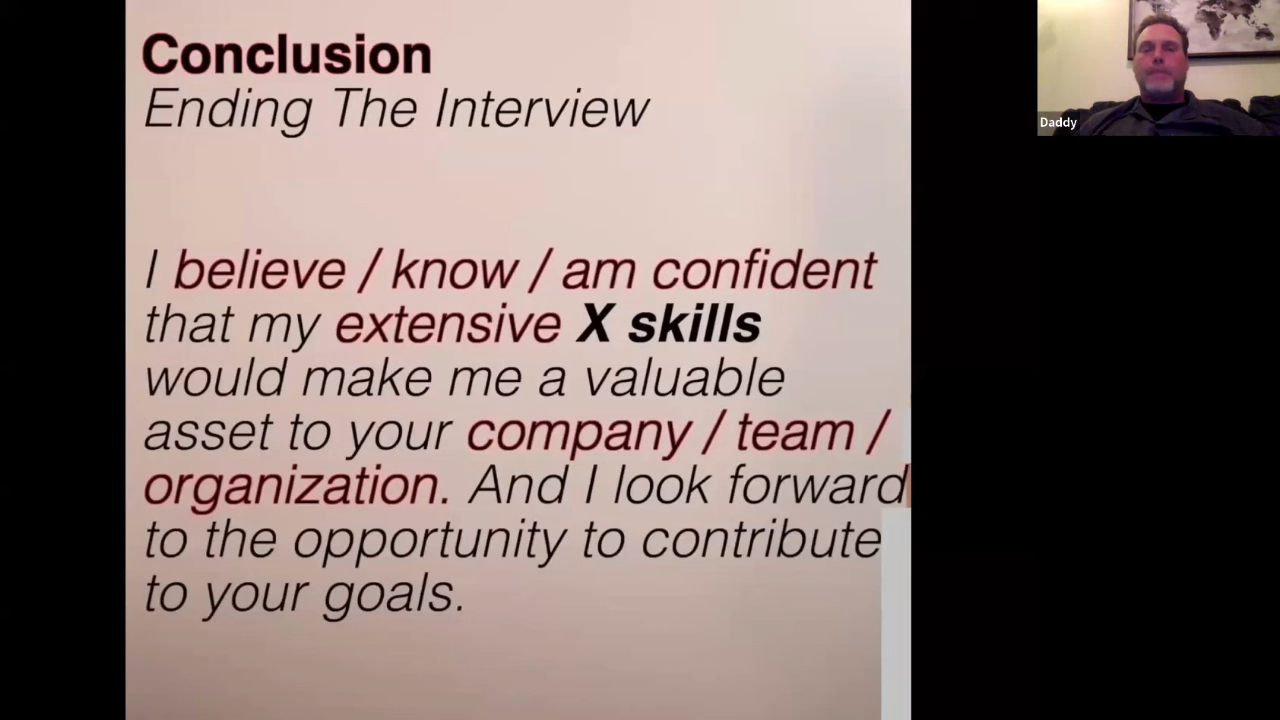 Conclusion
Ending The Interview
I believe / know / am confident
that my extensive X skills
would make me a valuable
asset to your company / team /
organization. And I look forward
to the opportunity to contribute
to your goals.
Daddy